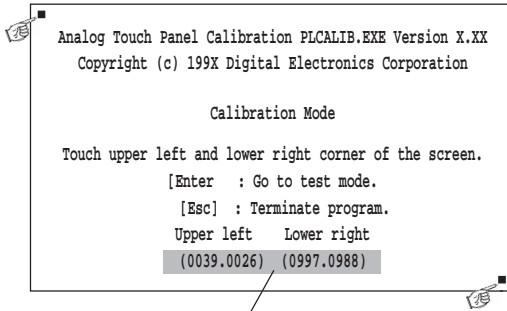 Analog Touch Panel Calibration PLCALIB.EXE Version X.XX
Copyright (c) 199X Digital Electronics Corporation
Calibration Mode
Touch upper left and lower right corner of the screen.
[Enter : Go to test mode.
[Esc] : Terminate program.
Upper left Lower right
(0039.0026) (0997.0988)